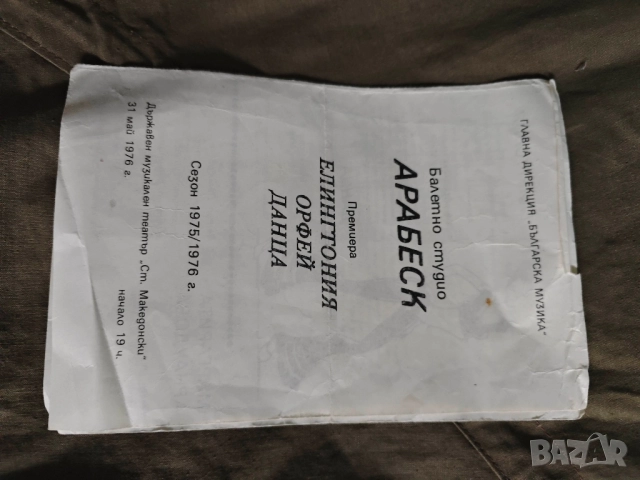 ГЛАВНА ДИРЕКЦИЯ „БЪЛГАРСКА МУЗИКА“
Балетно студио
АРАБЕСК
Премиера
ЕЛИНГТОНИЯ
ОРФЕЙ
ДАНЦА
Сезон 1975/1976 г.
Държавен музикален театър „Ст. Македонски“
31 май 1976 г. начало 19 ч.
BAZAR
bg